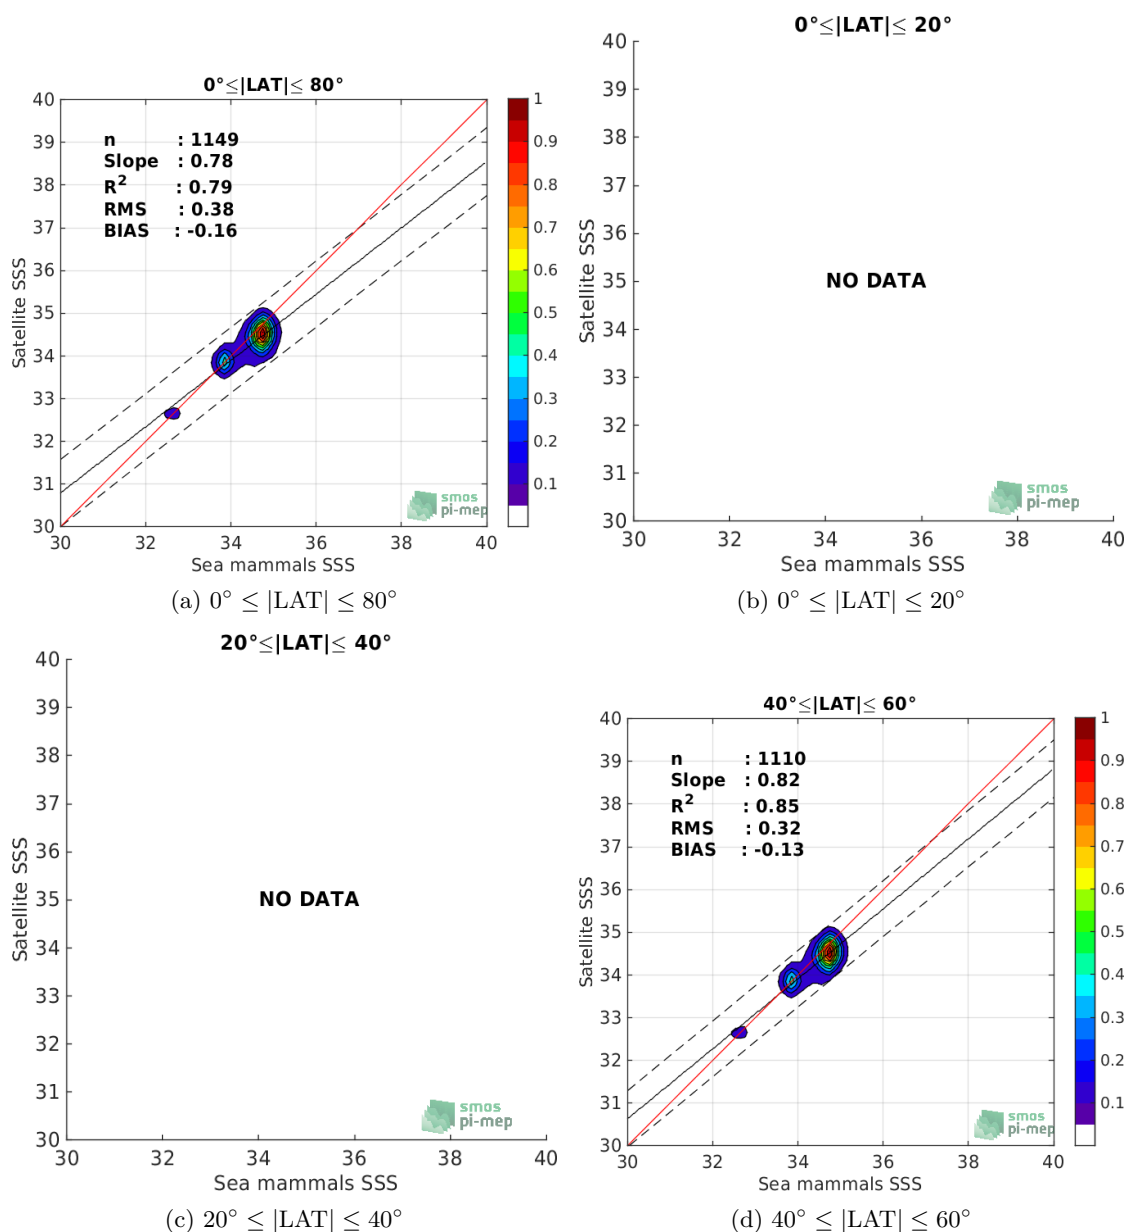 0°≤|LAT|≤ 80°
40
39
38
37
36
35
34
33
32
31
30
n : 1149
Slope : 0.78
R² : 0.79
RMS : 0.38
BIAS : -0.16
1
0.9
0.8
0.7
0.6
0.5
0.4
0.3
0.2
0.1
Satellite SSS
smos
pi-mep
30 32 34 36 38 40
Sea mammals SSS
(a) 0° ≤ |LAT| ≤ 80°
0°≤|LAT|≤ 20°
40
39
38
37
36
35
34
33
32
31
30
Satellite SSS
NO DATA
smos
pi-mep
30 32 34 36 38 40
Sea mammals SSS
(b) 0° ≤ |LAT| ≤ 20°
20°≤|LAT|≤ 40°
40
39
38
37
36
35
34
33
32
31
30
Satellite SSS
NO DATA
smos
pi-mep
30 32 34 36 38 40
Sea mammals SSS
(c) 20° ≤ |LAT| ≤ 40°
40°≤|LAT|≤ 60°
40
39
38
37
36
35
34
33
32
31
30
n : 1110
Slope : 0.82
R² : 0.85
RMS : 0.32
BIAS : -0.13
1
0.9
0.8
0.7
0.6
0.5
0.4
0.3
0.2
0.1
Satellite SSS
smos
pi-mep
30 32 34 36 38 40
Sea mammals SSS
(d) 40° ≤ |LAT| ≤ 60°